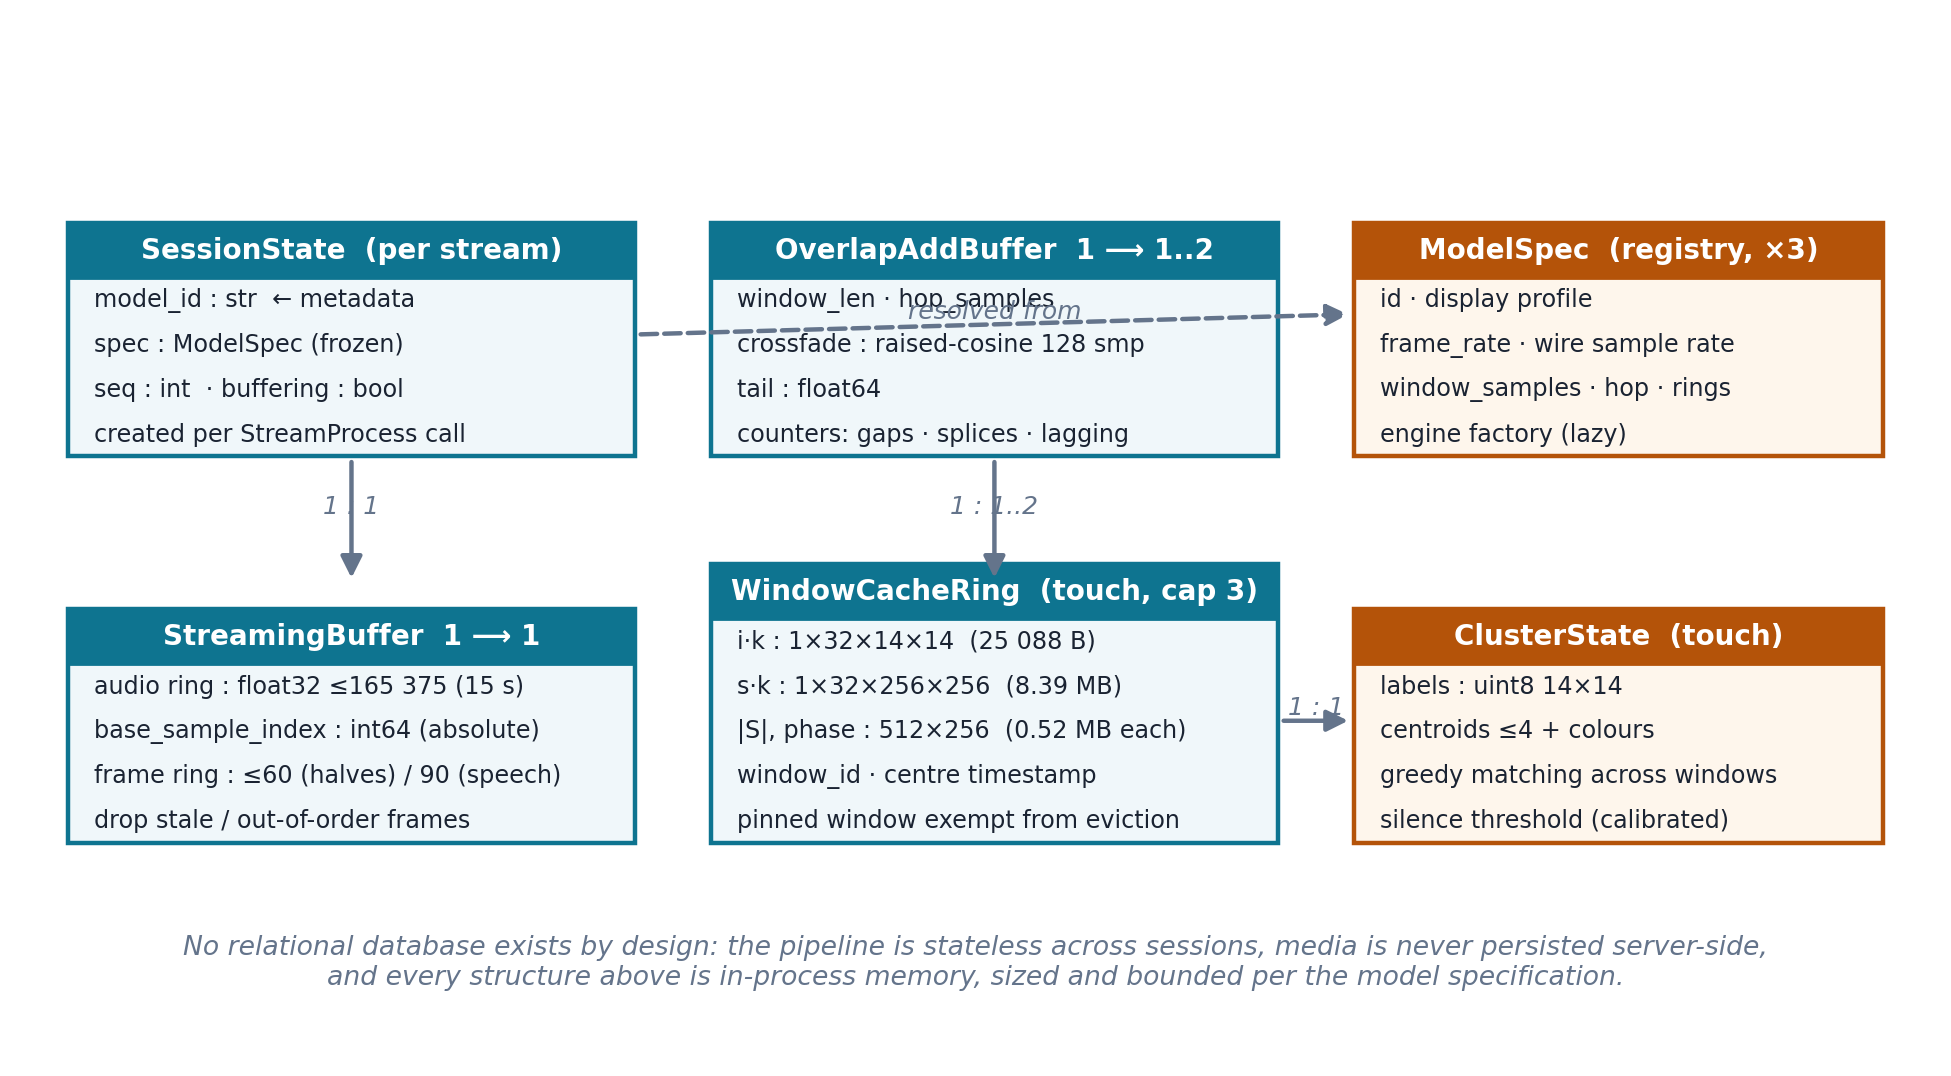 SessionState (per stream)
model_id : str ← metadata
spec : ModelSpec (frozen)
seq : int · buffering : bool
created per StreamProcess call
OverlapAddBuffer 1 ⟶ 1..2
window_len · hop_samples
resolved from
crossfade : raised-cosine 128 smp
tail : float64
counters: gaps · splices · lagging
ModelSpec (registry, ×3)
id · display profile
frame_rate · wire sample rate
window_samples · hop · rings
engine factory (lazy)
1 : 1
1 : 1..2
StreamingBuffer 1 ⟶ 1
audio ring : float32 ≤165 375 (15 s)
base_sample_index : int64 (absolute)
frame ring : ≤60 (halves) / 90 (speech)
drop stale / out-of-order frames
WindowCacheRing (touch, cap 3)
i·k : 1×32×14×14 (25 088 B)
s·k : 1×32×256×256 (8.39 MB)
|S|, phase : 512×256 (0.52 MB each)
window_id · centre timestamp
pinned window exempt from eviction
1 : 1
ClusterState (touch)
labels : uint8 14×14
centroids ≤4 + colours
greedy matching across windows
silence threshold (calibrated)
No relational database exists by design: the pipeline is stateless across sessions, media is never persisted server-side,
and every structure above is in-process memory, sized and bounded per the model specification.